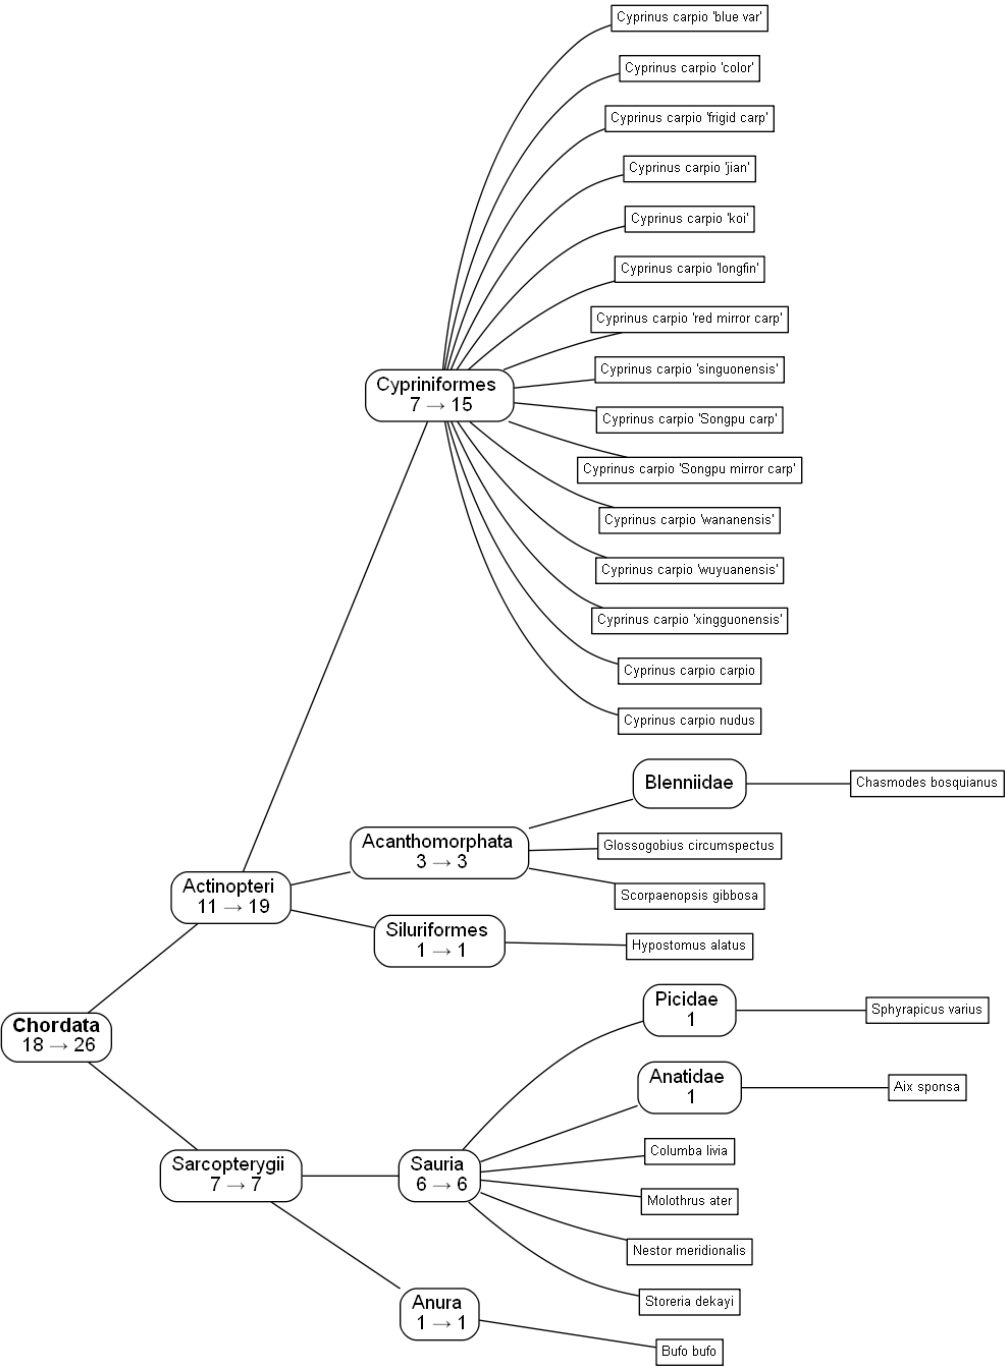 Cyprinus carpio 'blue var'
Cyprinus carpio 'color'
Cyprinus carpio 'frigid carp'
Cyprinus carpio 'jian'
Cyprinus carpio 'koi'
Cyprinus carpio 'longfin'
Cyprinus carpio 'red mirror carp'
Cyprinus carpio 'singuonensis'
Cypriniformes
7 → 15
Cyprinus carpio 'Songpu carp'
Cyprinus carpio 'Songpu mirror carp'
Cyprinus carpio 'wananensis'
Cyprinus carpio 'wuyuanensis'
Cyprinus carpio 'xingguonensis'
Cyprinus carpio carpio
Cyprinus carpio nudus
Blenniidae
Chasmodes bosquianus
Acanthomorphata
3 → 3
Glossogobius circumspectus
Scorpaenopsis gibbosa
Actinopteri
11 → 19
Siluriformes
1 → 1
Hypostomus alatus
Picidae
1
Sphyrapicus varius
Chordata
18 → 26
Anatidae
1
Aix sponsa
Columba livia
Sarcopterygii
7 → 7
Sauria
6 → 6
Molothrus ater
Nestor meridionalis
Storeria dekayi
Anura
1 → 1
Bufo bufo